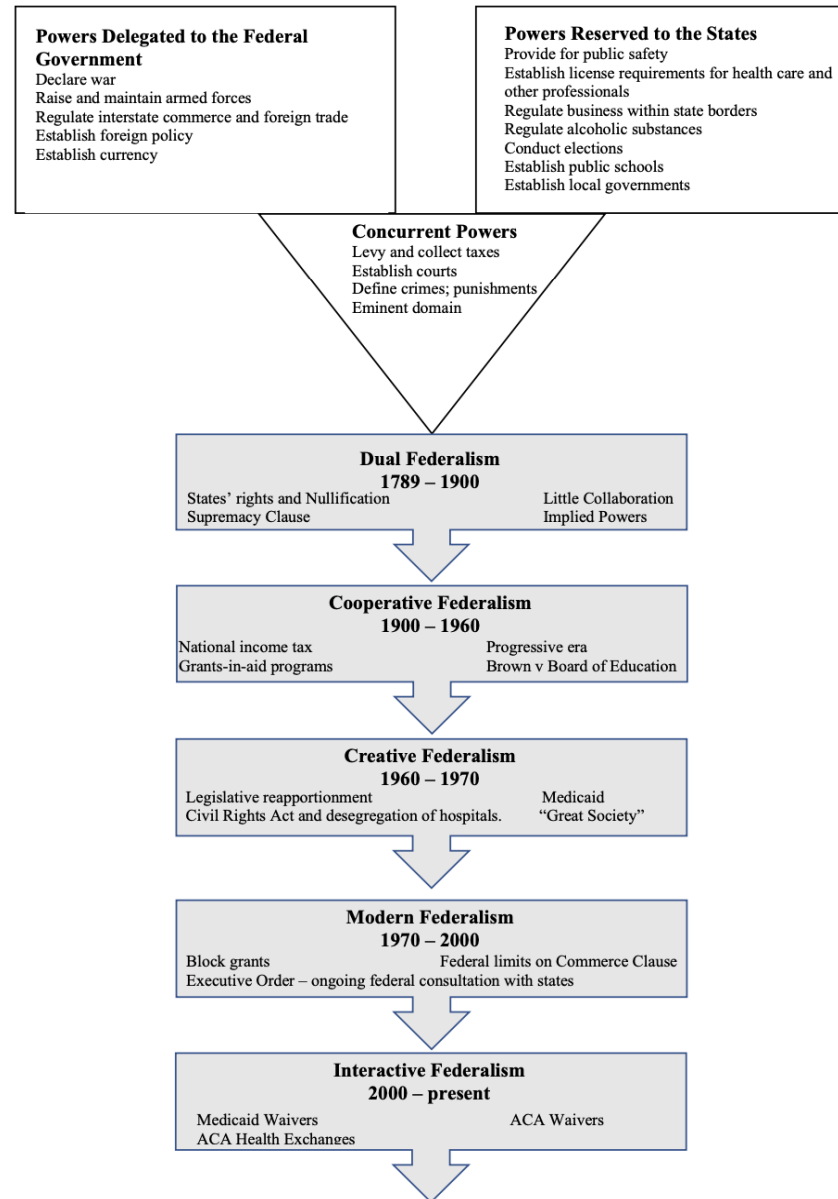 Powers Delegated to the Federal
Government
Declare war
Raise and maintain armed forces
Regulate interstate commerce and foreign trade
Establish foreign policy
Establish currency
Powers Reserved to the States
Provide for public safety
Establish license requirements for health care and
other professionals
Regulate business within state borders
Regulate alcoholic substances
Conduct elections
Establish public schools
Establish local governments
Concurrent Powers
Levy and collect taxes
Establish courts
Define crimes; punishments
Eminent domain
Dual Federalism
1789 – 1900
States’ rights and Nullification Little Collaboration
Supremacy Clause Implied Powers
Cooperative Federalism
1900 – 1960
National income tax Progressive era
Grants-in-aid programs Brown v Board of Education
Creative Federalism
1960 – 1970
Legislative reapportionment Medicaid
Civil Rights Act and desegregation of hospitals. “Great Society”
Modern Federalism
1970 – 2000
Block grants Federal limits on Commerce Clause
Executive Order – ongoing federal consultation with states
Interactive Federalism
2000 – present
Medicaid Waivers ACA Waivers
ACA Health Exchanges